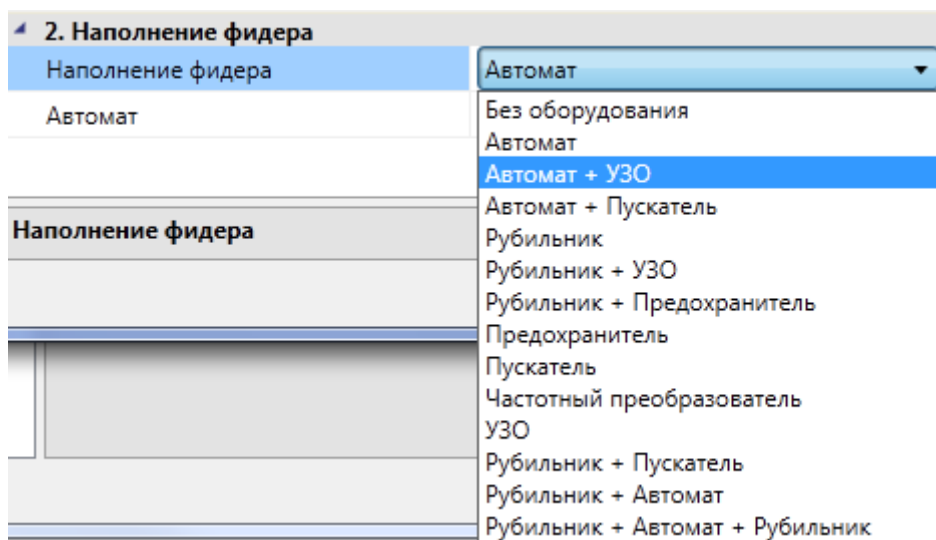 2. Наполнение фидера
Наполнение фидера
Автомат
Автомат
Наполнение фидера
Без оборудования
Автомат
Автомат + УЗО
Автомат + Пускатель
Рубильник
Рубильник + УЗО
Рубильник + Предохранитель
Предохранитель
Пускатель
Частотный преобразователь
УЗО
Рубильник + Пускатель
Рубильник + Автомат
Рубильник + Автомат + Рубильник